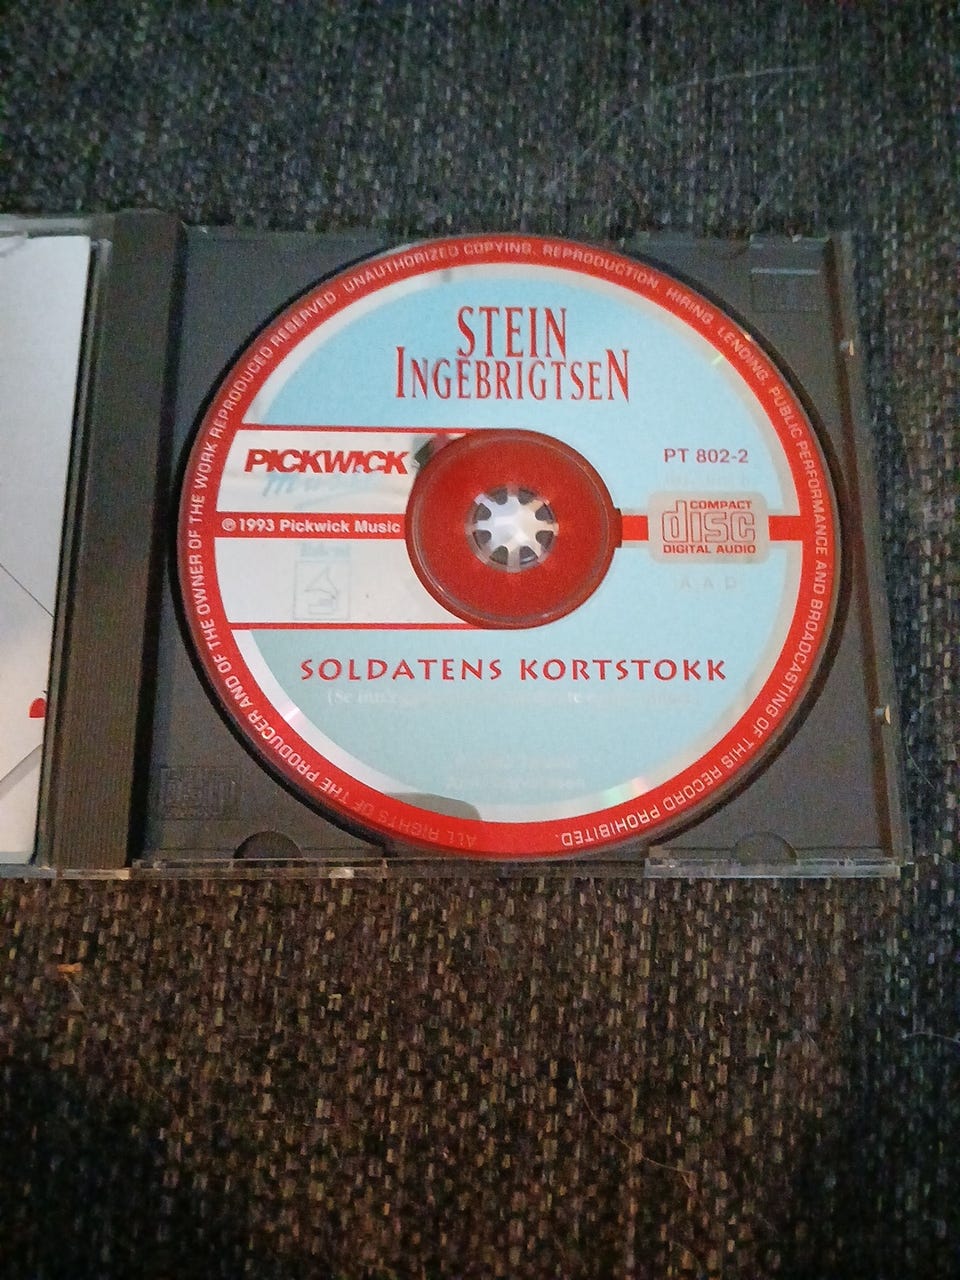 STEIN
INGEBRIGTSEN
PICKWICK
Music
PT 802-2
℗ 1993 Pickwick Music
COMPACT
disc
DIGITAL AUDIO
A A D
SOLDATENS KORTSTOKK
ALL RIGHTS OF THE PRODUCER AND OF THE OWNER OF THE WORK REPRODUCED RESERVED. UNAUTHORIZED COPYING, REPRODUCTION, HIRING, LENDING, PUBLIC PERFORMANCE AND BROADCASTING OF THIS RECORD PROHIBITED.